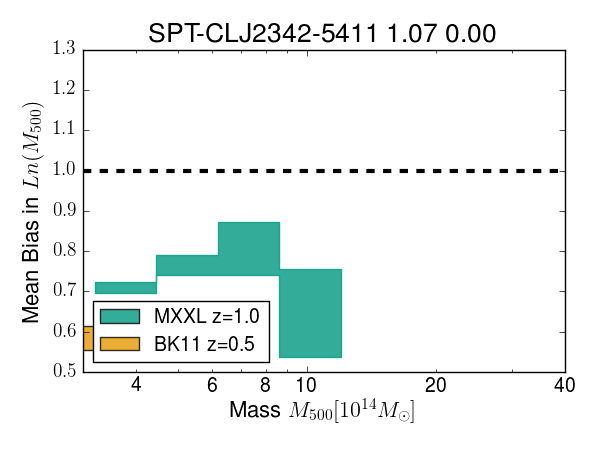 SPT-CLJ2342-5411 1.07 0.00
1.3
1.2
1.1
1.0
0.9
0.8
0.7
0.6
0.5
Mean Bias in Ln(M500)
MXXL z=1.0
BK11 z=0.5
4 6 8 10 20 40
Mass M500[10^14 M⊙]